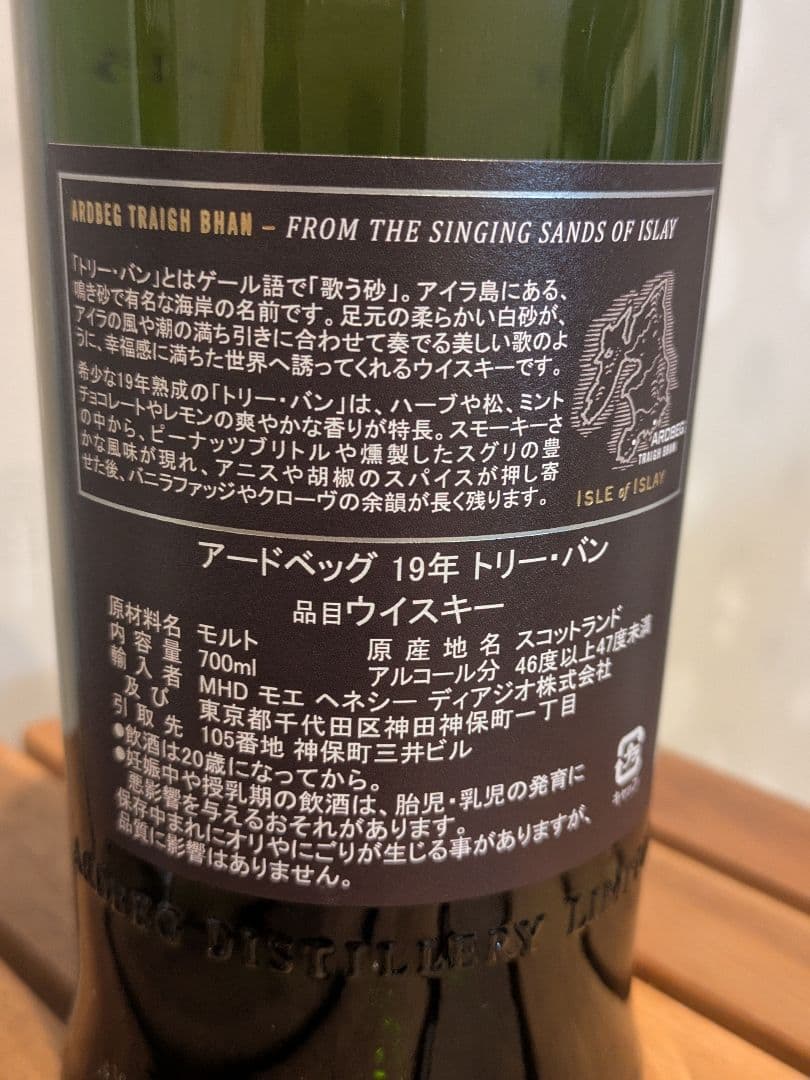 ARDBEG TRAIGH BHAN – FROM THE SINGING SANDS OF ISLAY
「トリー・バン」とはゲール語で「歌う砂」。アイラ島にある、
鳴き砂で有名な海岸の名前です。足元の柔らかい白砂が、
アイラの風や潮の満ち引きに合わせて奏でる美しい歌のよ
うに、幸福感に満ちた世界へ誘ってくれるウイスキーです。
希少な19年熟成の「トリー・バン」は、ハーブや松、ミント
チョコレートやレモンの爽やかな香りが特長。スモーキーさ
の中から、ピーナッツブリトルや燻製したスグリの豊
かな風味が現れ、アニスや胡椒のスパイスが押し寄
せた後、バニラファッジやクローヴの余韻が長く残ります。
ARDBEG
TRAIGH BHAN
ISLE of ISLAY
アードベッグ 19年 トリー・バン
品目ウイスキー
原材料名 モルト 原産地名 スコットランド
内容量 700ml アルコール分 46度以上47度未満
輸入者 MHD モエ ヘネシー ディアジオ株式会社
及び 東京都千代田区神田神保町一丁目
引取先 105番地 神保町三井ビル
●飲酒は20歳になってから。
●妊娠中や授乳期の飲酒は、胎児・乳児の発育に
悪影響を与えるおそれがあります。
保存中まれにオリやにごりが生じる事がありますが、
品質に影響はありません。
キャップ
ARDBEG DISTILLERY LIMITED